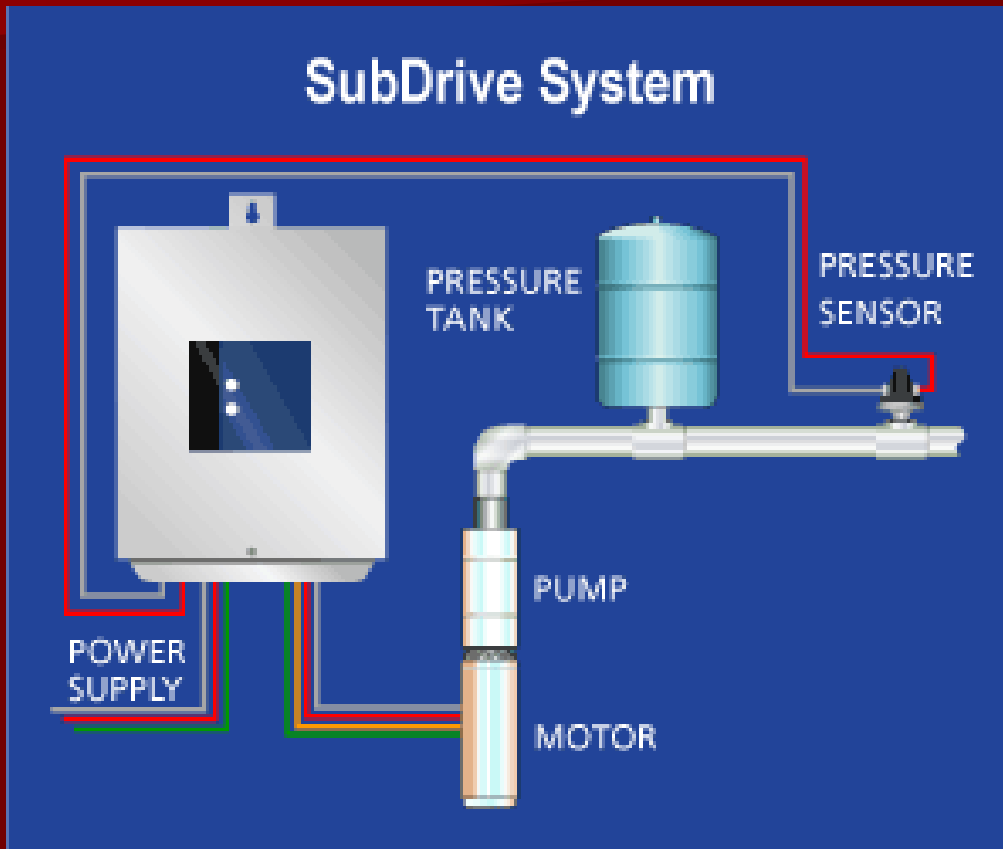 SubDrive System
PRESSURE
TANK
PRESSURE
SENSOR
PUMP
POWER
SUPPLY
MOTOR